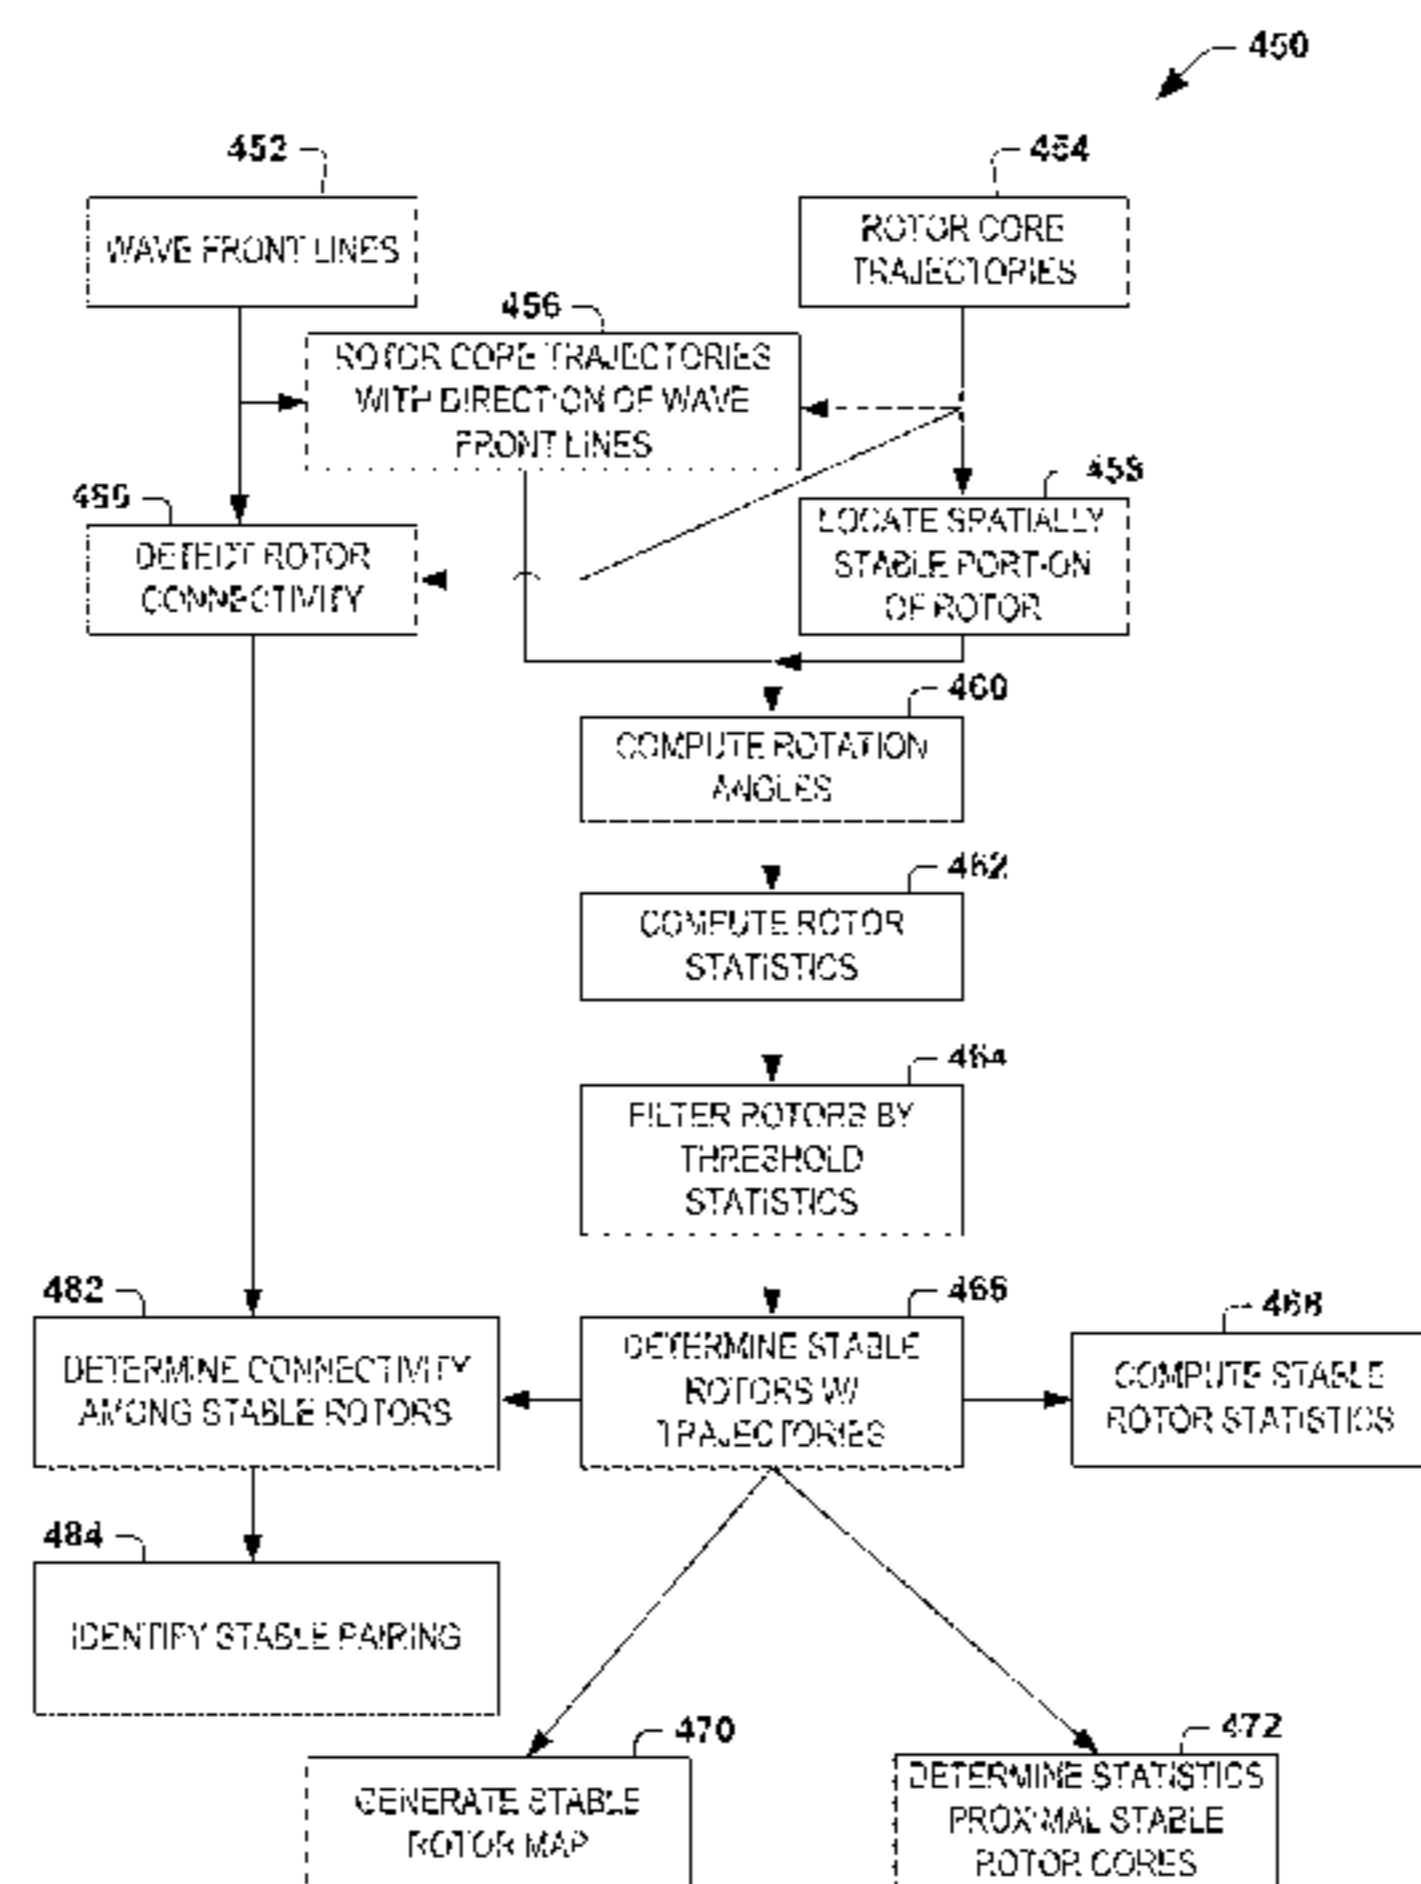 450
452
WAVE FRONT LINES
454
ROTOR CORE
TRAJECTORIES
456
ROTOR CORE TRAJECTORIES
WITH DIRECTION OF WAVE
FRONT LINES
458
LOCATE SPATIALLY
STABLE PORTION
OF ROTOR
DETECT ROTOR
CONNECTIVITY
460
COMPUTE ROTATION
ANGLES
462
COMPUTE ROTOR
STATISTICS
464
FILTER ROTORS BY
THRESHOLD
STATISTICS
482
DETERMINE CONNECTIVITY
AMONG STABLE ROTORS
466
DETERMINE STABLE
ROTORS W/
TRAJECTORIES
468
COMPUTE STABLE
ROTOR STATISTICS
484
IDENTIFY STABLE PAIRING
470
GENERATE STABLE
ROTOR MAP
472
DETERMINE STATISTICS
PROXIMAL STABLE
ROTOR CORES